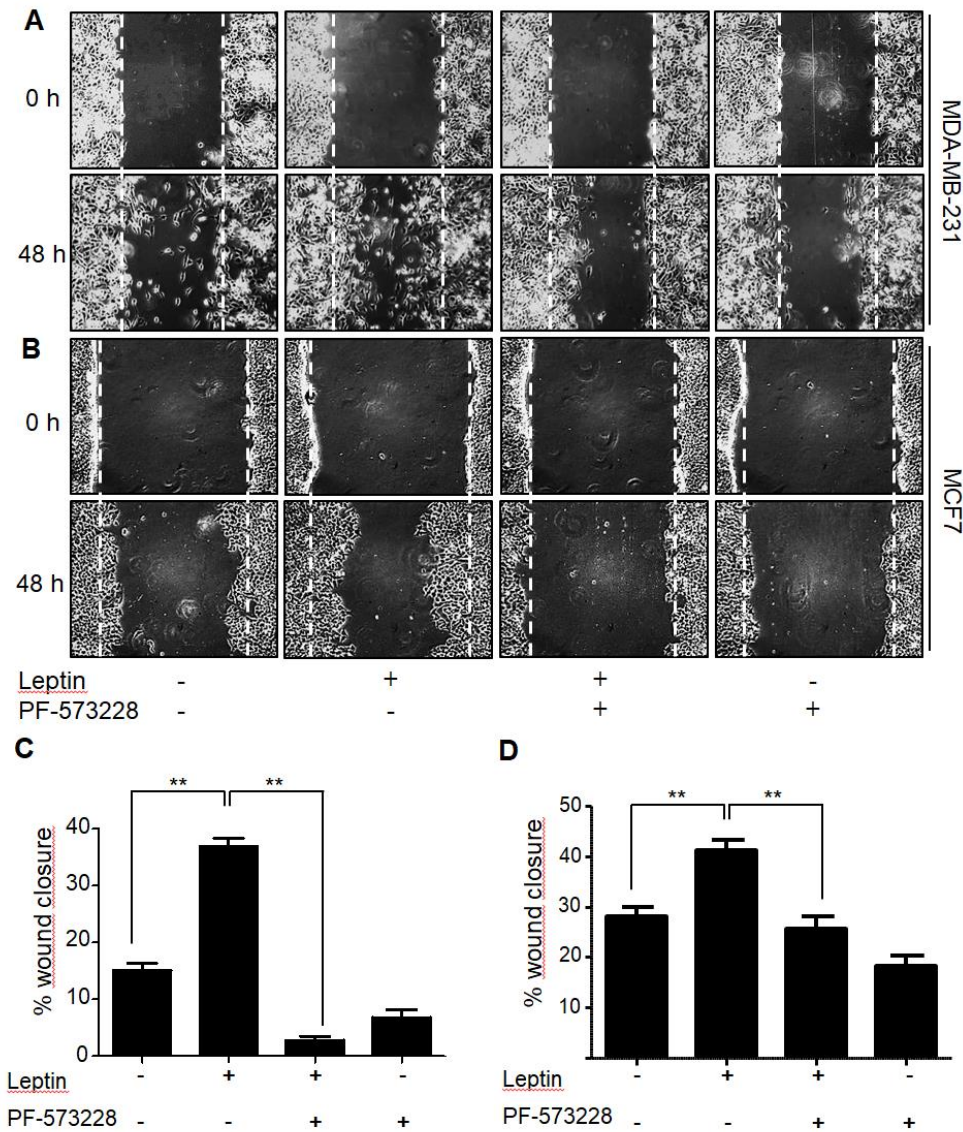 A
0 h
48 h
MDA-MB-231
B
0 h
48 h
MCF7
Leptin - + + -
PF-573228 - - + +
C
** **
% wound closure
40
30
20
10
0
Leptin - + + -
PF-573228 - - + +
D
** **
% wound closure
50
40
30
20
10
Leptin - + + -
PF-573228 - - + +